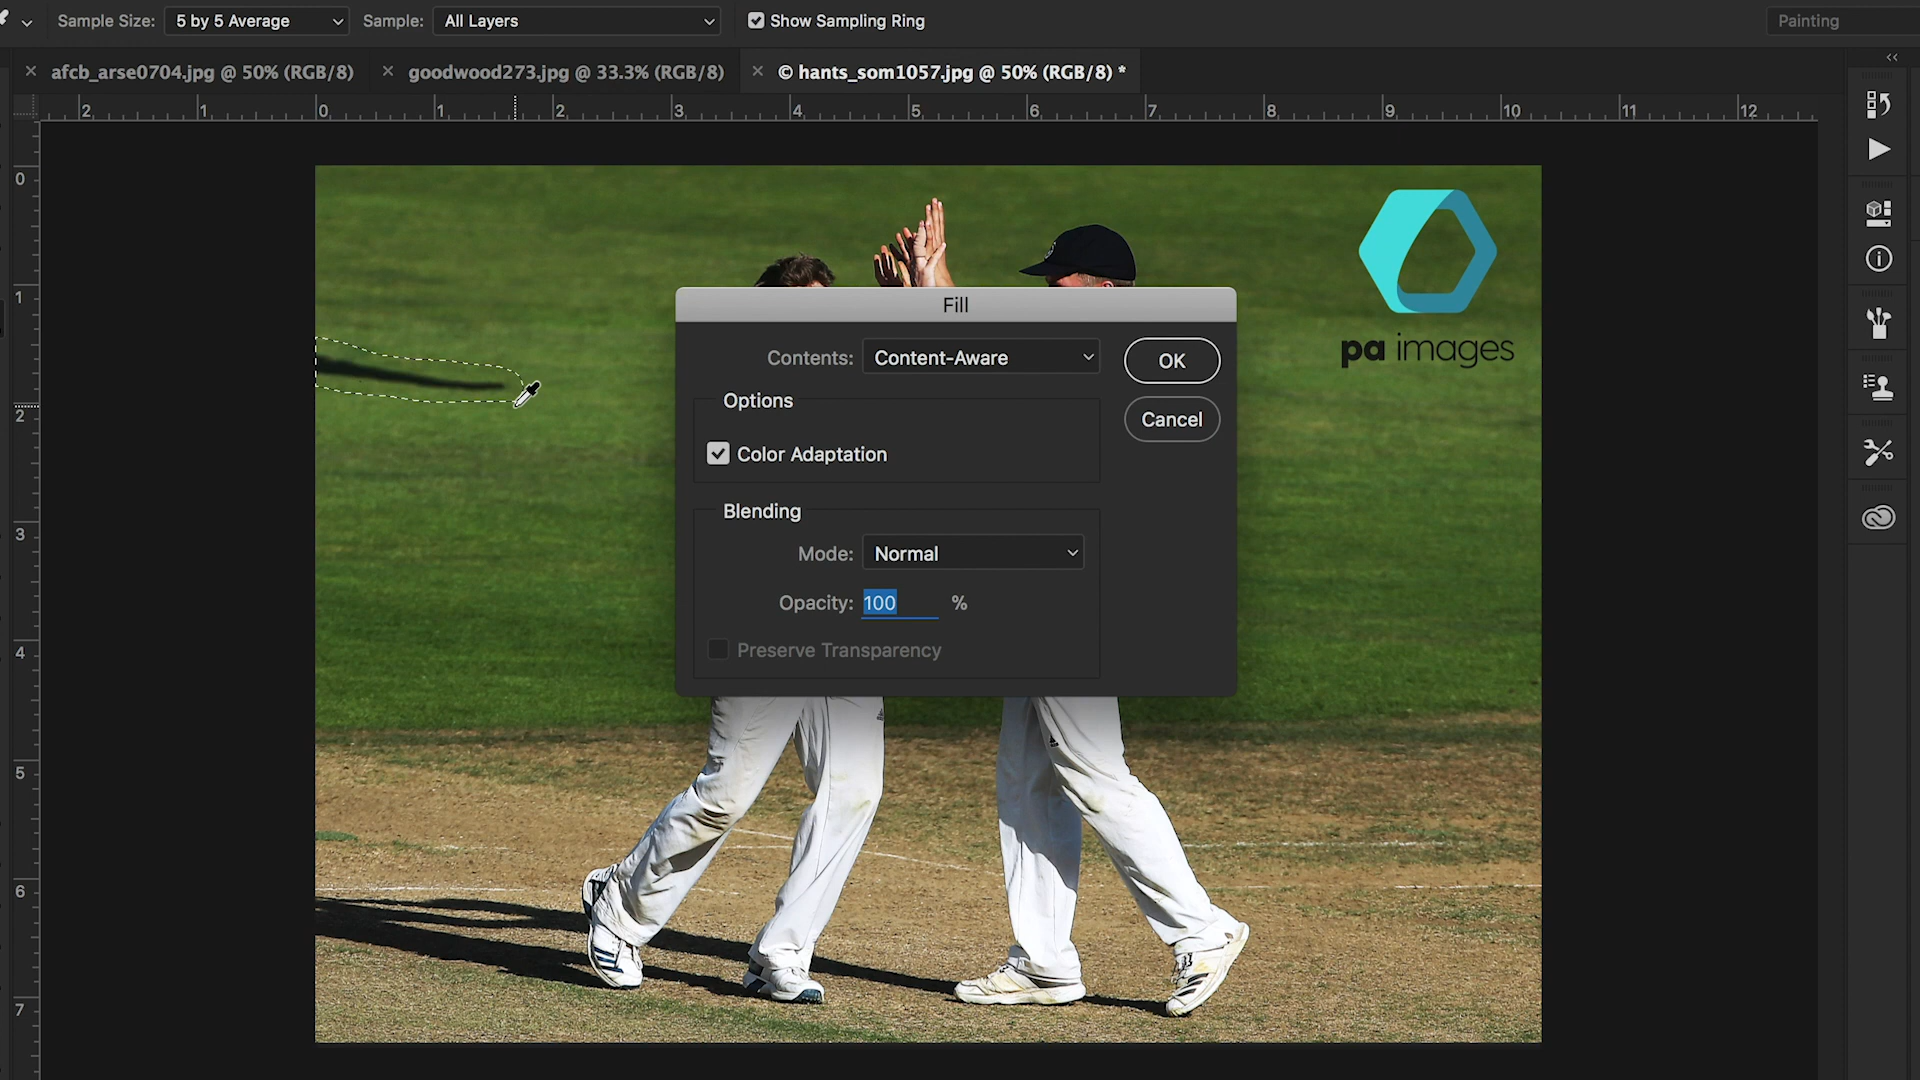 Sample Size: 5 by 5 Average Sample: All Layers Show Sampling Ring Painting
afcb_arse0704.jpg @ 50% (RGB/8) goodwood273.jpg @ 33.3% (RGB/8) © hants_som1057.jpg @ 50% (RGB/8) *
2 1 0 1 2 3 4 5 6 7 8 9 10 11 12
0
1
2
3
4
5
6
7
pa images
Fill
Contents: Content-Aware OK
Options Cancel
Color Adaptation
Blending
Mode: Normal
Opacity: 100 %
Preserve Transparency